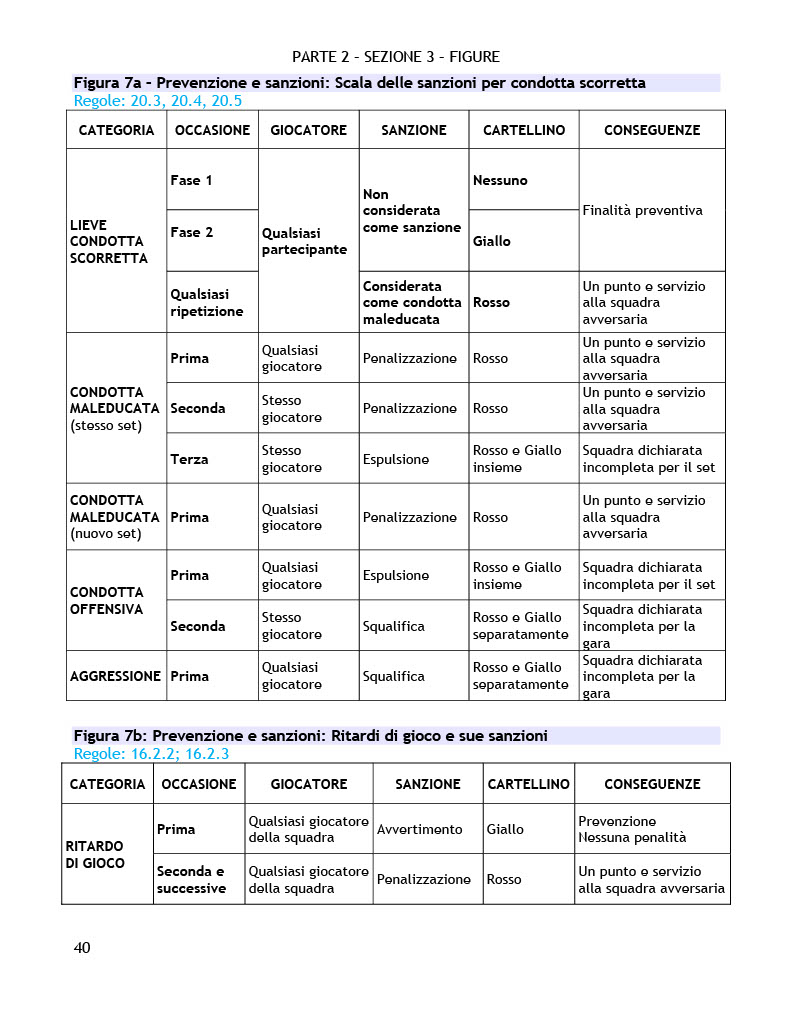 PARTE 2 – SEZIONE 3 – FIGURE
Figura 7a – Prevenzione e sanzioni: Scala delle sanzioni per condotta scorretta
Regole: 20.3, 20.4, 20.5
CATEGORIA OCCASIONE GIOCATORE SANZIONE CARTELLINO CONSEGUENZE
LIEVE
CONDOTTA
SCORRETTA
Fase 1
Qualsiasi
partecipante
Non
considerata
come sanzione
Nessuno
Finalità preventiva
Fase 2
Giallo
Qualsiasi
ripetizione
Considerata
come condotta
maleducata
Rosso
Un punto e servizio
alla squadra
avversaria
CONDOTTA
MALEDUCATA
(stesso set)
Prima
Qualsiasi
giocatore
Penalizzazione
Rosso
Un punto e servizio
alla squadra
avversaria
Seconda
Stesso
giocatore
Penalizzazione
Rosso
Un punto e servizio
alla squadra
avversaria
Terza
Stesso
giocatore
Espulsione
Rosso e Giallo
insieme
Squadra dichiarata
incompleta per il set
CONDOTTA
MALEDUCATA
(nuovo set)
Prima
Qualsiasi
giocatore
Penalizzazione
Rosso
Un punto e servizio
alla squadra
avversaria
CONDOTTA
OFFENSIVA
Prima
Qualsiasi
giocatore
Espulsione
Rosso e Giallo
insieme
Squadra dichiarata
incompleta per il set
Seconda
Stesso
giocatore
Squalifica
Rosso e Giallo
separatamente
Squadra dichiarata
incompleta per la
gara
AGGRESSIONE
Prima
Qualsiasi
giocatore
Squalifica
Rosso e Giallo
separatamente
Squadra dichiarata
incompleta per la
gara
Figura 7b: Prevenzione e sanzioni: Ritardi di gioco e sue sanzioni
Regole: 16.2.2; 16.2.3
CATEGORIA OCCASIONE GIOCATORE SANZIONE CARTELLINO CONSEGUENZE
RITARDO
DI GIOCO
Prima
Qualsiasi giocatore
della squadra
Avvertimento
Giallo
Prevenzione
Nessuna penalità
Seconda e
successive
Qualsiasi giocatore
della squadra
Penalizzazione
Rosso
Un punto e servizio
alla squadra avversaria
40